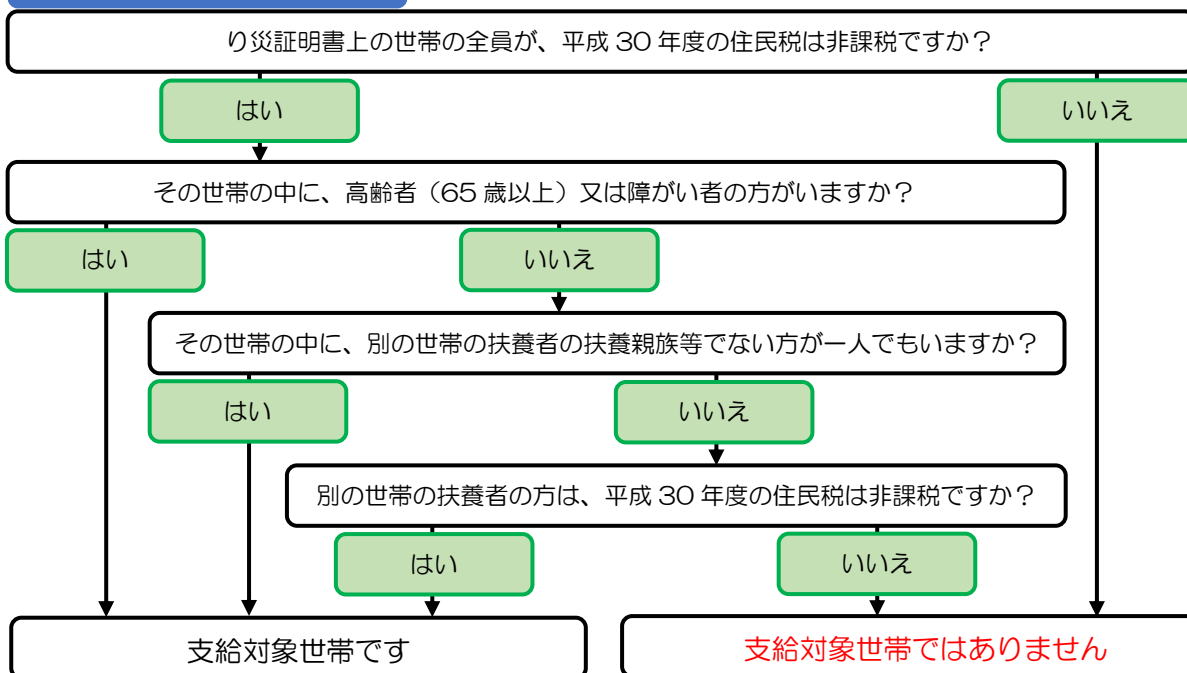 り災証明書上の世帯の全員が、平成 30 年度の住民税は非課税ですか？
はい
いいえ
その世帯の中に、高齢者（65 歳以上）又は障がい者の方がいますか？
はい
いいえ
その世帯の中に、別の世帯の扶養者の扶養親族等でない方が一人でもいますか？
はい
いいえ
別の世帯の扶養者の方は、平成 30 年度の住民税は非課税ですか？
はい
いいえ
支給対象世帯です
支給対象世帯ではありません